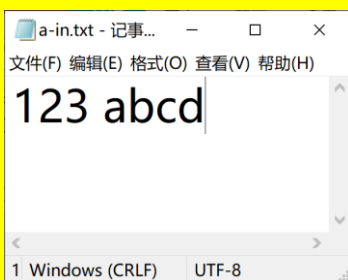 a-in.txt - 记事...
文件(F) 编辑(E) 格式(O) 查看(V) 帮助(H)
123 abcd
1 Windows (CRLF) UTF-8